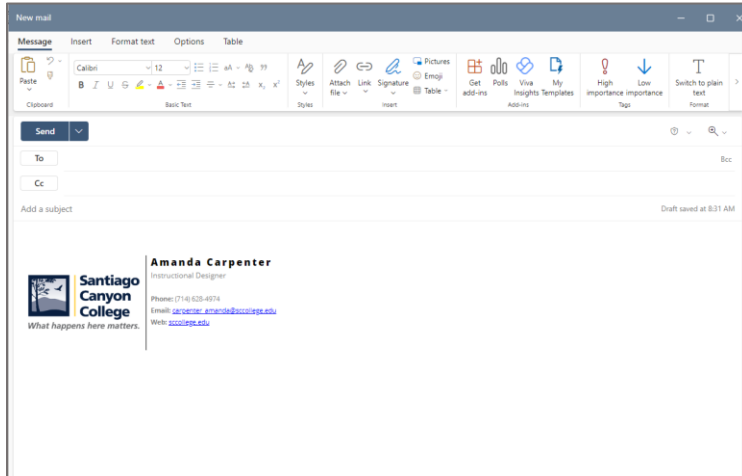 New mail
Message Insert Format text Options Table
Calibri 12
Paste
B I U S A x₂ x²
Styles
Attach file Link Signature
Pictures
Emoji
Table
Get add-ins Polls Viva Insights My Templates
High importance Low importance
Switch to plain text
Clipboard Basic Text Styles Insert Add-ins Tags Format
Send
To Bcc
Cc
Add a subject Draft saved at 8:31 AM
Santiago
Canyon
College
What happens here matters.
Amanda Carpenter
Instructional Designer
Phone: (714) 628-4974
Email: carpenter_amanda@sccollege.edu
Web: sccollege.edu